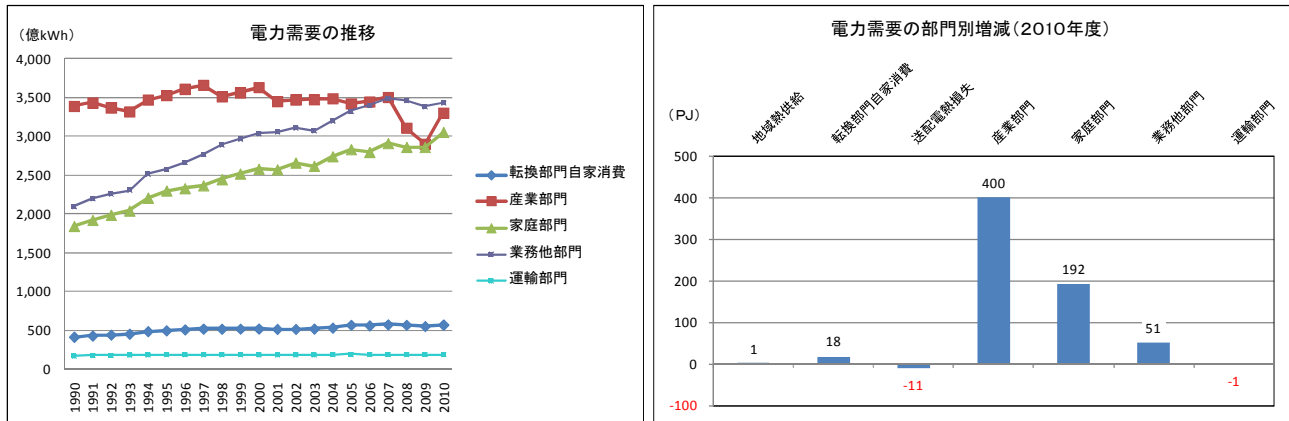 電力需要の推移
（億kWh）
4,000
3,500
3,000
2,500
2,000
1,500
1,000
500
0
1990
1991
1992
1993
1994
1995
1996
1997
1998
1999
2000
2001
2002
2003
2004
2005
2006
2007
2008
2009
2010
転換部門自家消費
産業部門
家庭部門
業務他部門
運輸部門
電力需要の部門別増減（2010年度）
（PJ）
地域熱供給
転換部門自家消費
送配電熱損失
産業部門
家庭部門
業務他部門
運輸部門
500
400
300
200
100
0
-100
1
18
-11
400
192
51
-1